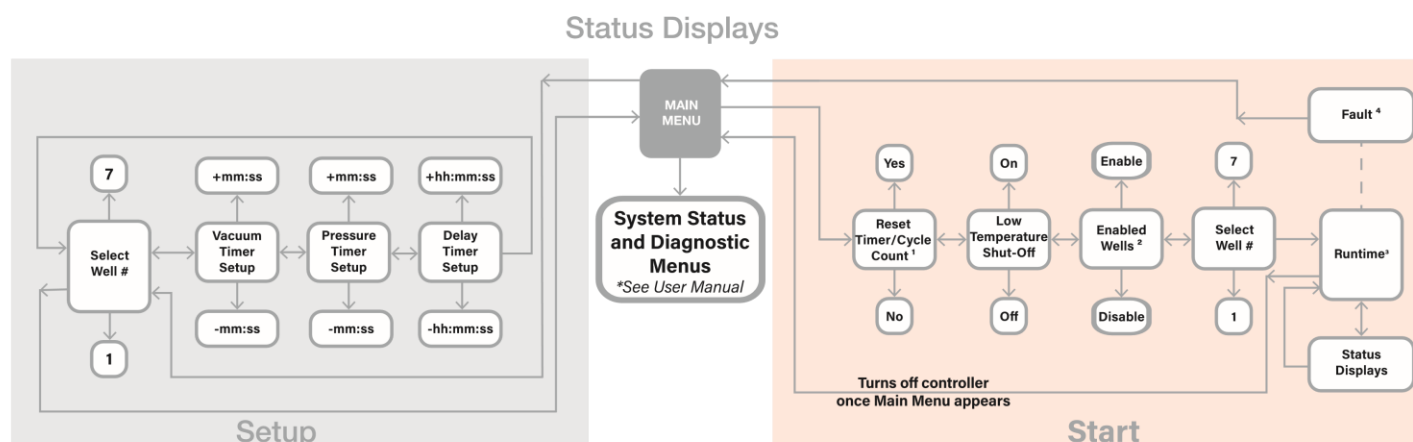 Status Displays
MAIN
MENU
System Status
and Diagnostic
Menus
*See User Manual
7
Select
Well #
1
+mm:ss
Vacuum
Timer
Setup
-mm:ss
+mm:ss
Pressure
Timer
Setup
-mm:ss
+hh:mm:ss
Delay
Timer
Setup
-hh:mm:ss
Setup
Yes
Reset
Timer/Cycle
Count ¹
No
On
Low
Temperature
Shut-Off
Off
Enable
Enabled
Wells ²
Disable
7
Select
Well #
1
Fault ⁴
Runtime³
Status
Displays
Turns off controller
once Main Menu appears
Start